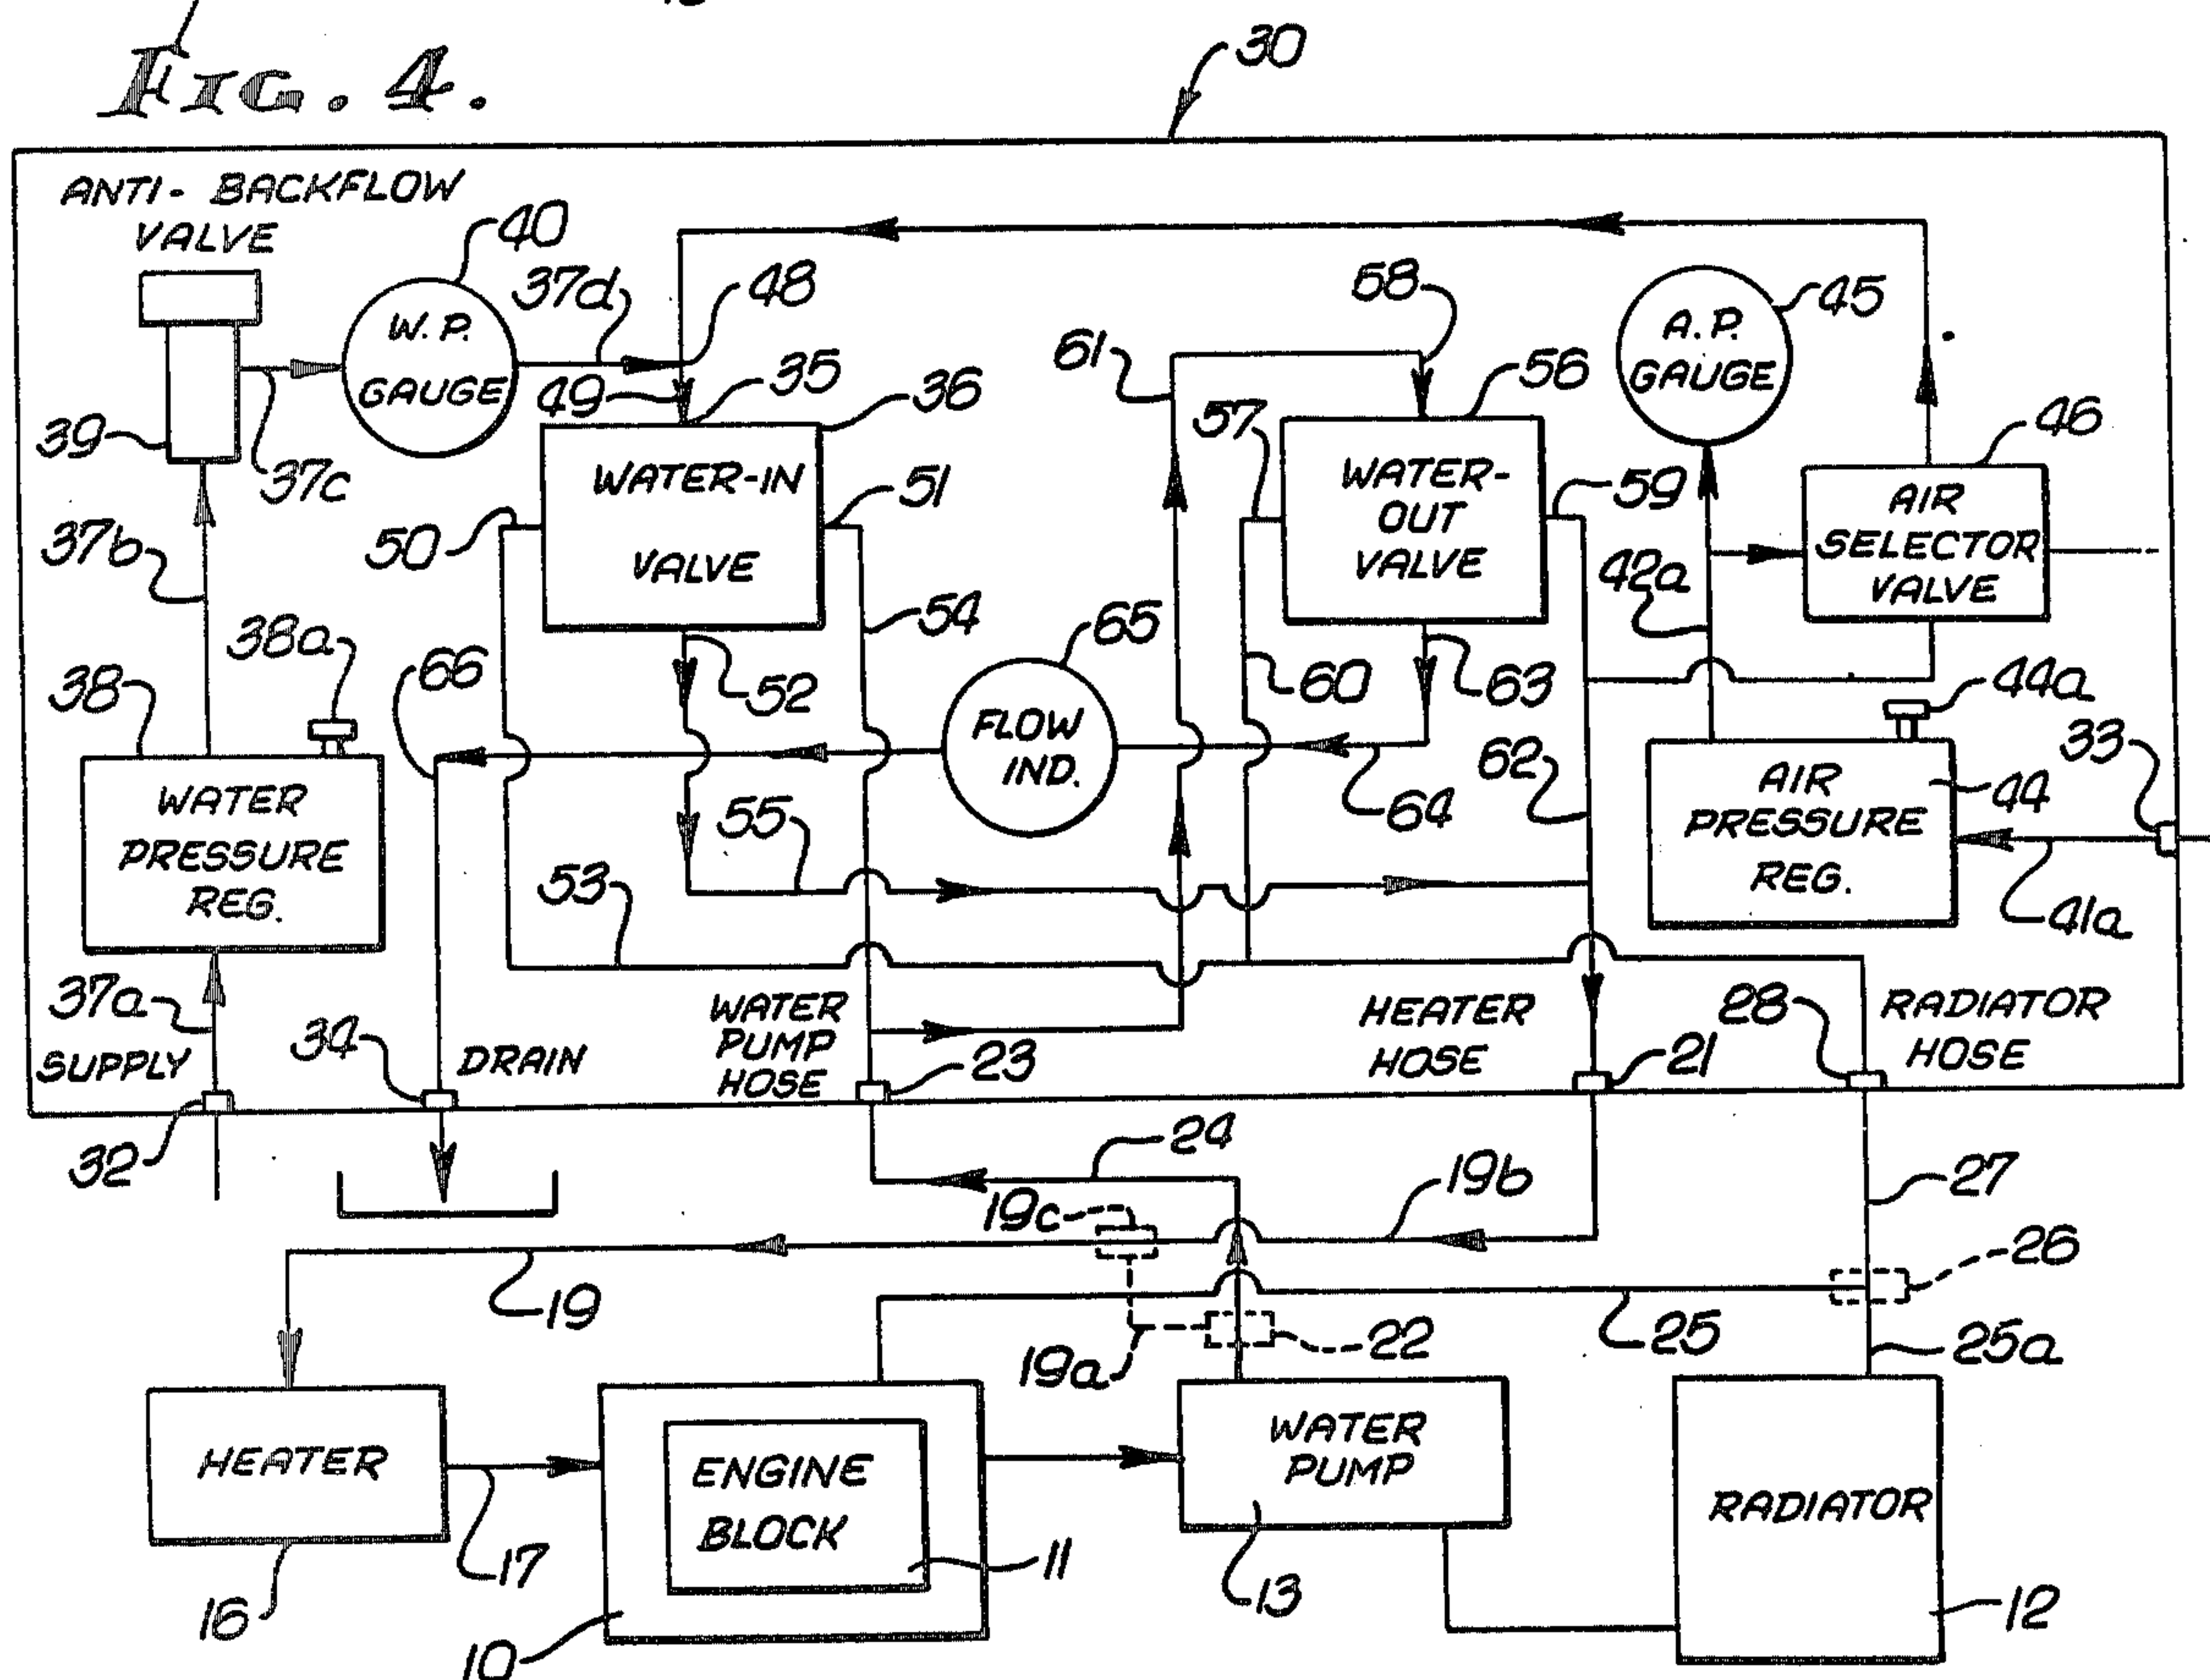 FIG. 4.
30
ANTI- BACKFLOW
VALVE
40
37d
48
W. P.
GAUGE
39
37c
49
35
36
58
61
A.P.
GAUGE
45
56
46
57
59
WATER-IN
VALVE
50
51
WATER-
OUT
VALVE
AIR
SELECTOR
VALVE
37b
42a
54
65
38a
66
52
60
63
38
44a
33
FLOW
IND.
62
64
WATER
PRESSURE
REG.
AIR
PRESSURE
REG.
44
55
53
41a
37a
SUPPLY
34
DRAIN
WATER
PUMP
HOSE
23
HEATER
HOSE
21
28
RADIATOR
HOSE
32
24
19b
27
19c
26
19
19a
22
25
25a
HEATER
ENGINE
BLOCK
WATER
PUMP
RADIATOR
17
11
16
10
13
12